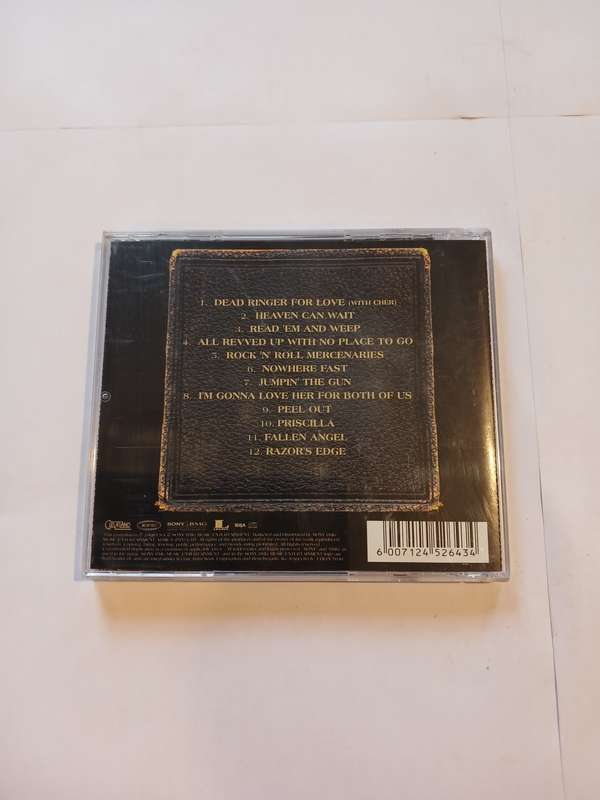 1. DEAD RINGER FOR LOVE (WITH CHER)
2. HEAVEN CAN WAIT
3. READ 'EM AND WEEP
4. ALL REVVED UP WITH NO PLACE TO GO
5. ROCK 'N' ROLL MERCENARIES
6. NOWHERE FAST
7. JUMPIN' THE GUN
8. I'M GONNA LOVE HER FOR BOTH OF US
9. PEEL OUT
10. PRISCILLA
11. FALLEN ANGEL
12. RAZOR'S EDGE
SONY BMG
6 007124 526434